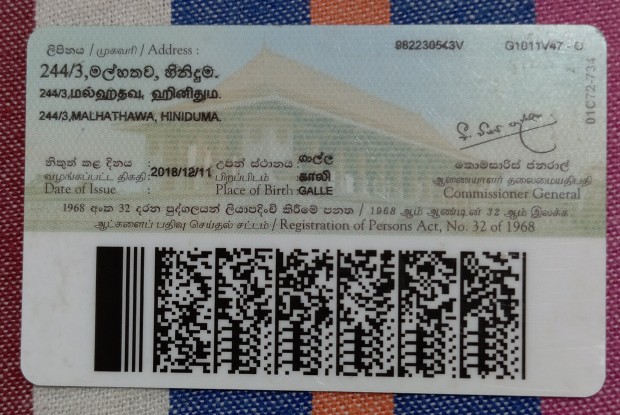 ලිපිනය / முகவரி / Address :
982230543V G1011V47 - U
244/3,මල්හතව, හිනිදුම.
244/3,மல்ஹதவ, ஹினிதும.
244/3,MALHATHAWA, HINIDUMA.
01C72-734
නිකුත් කළ දිනය
வழங்கப்பட்ட திகதி :
Date of Issue
2018/12/11
උපන් ස්ථානය : ගාල්ල
பிறப்பிடம் : காலி
Place of Birth : GALLE
කොමසාරිස් ජනරාල්
ஆணையாளர் தலைமையதிபதி
Commissioner General
1968 අංක 32 දරන පුද්ගලයන් ලියාපදිංචි කිරීමේ පනත / 1968 ஆம் ஆண்டின் 32 ஆம் இலக்க
ஆட்களைப் பதிவு செய்தல் சட்டம் / Registration of Persons Act, No. 32 of 1968